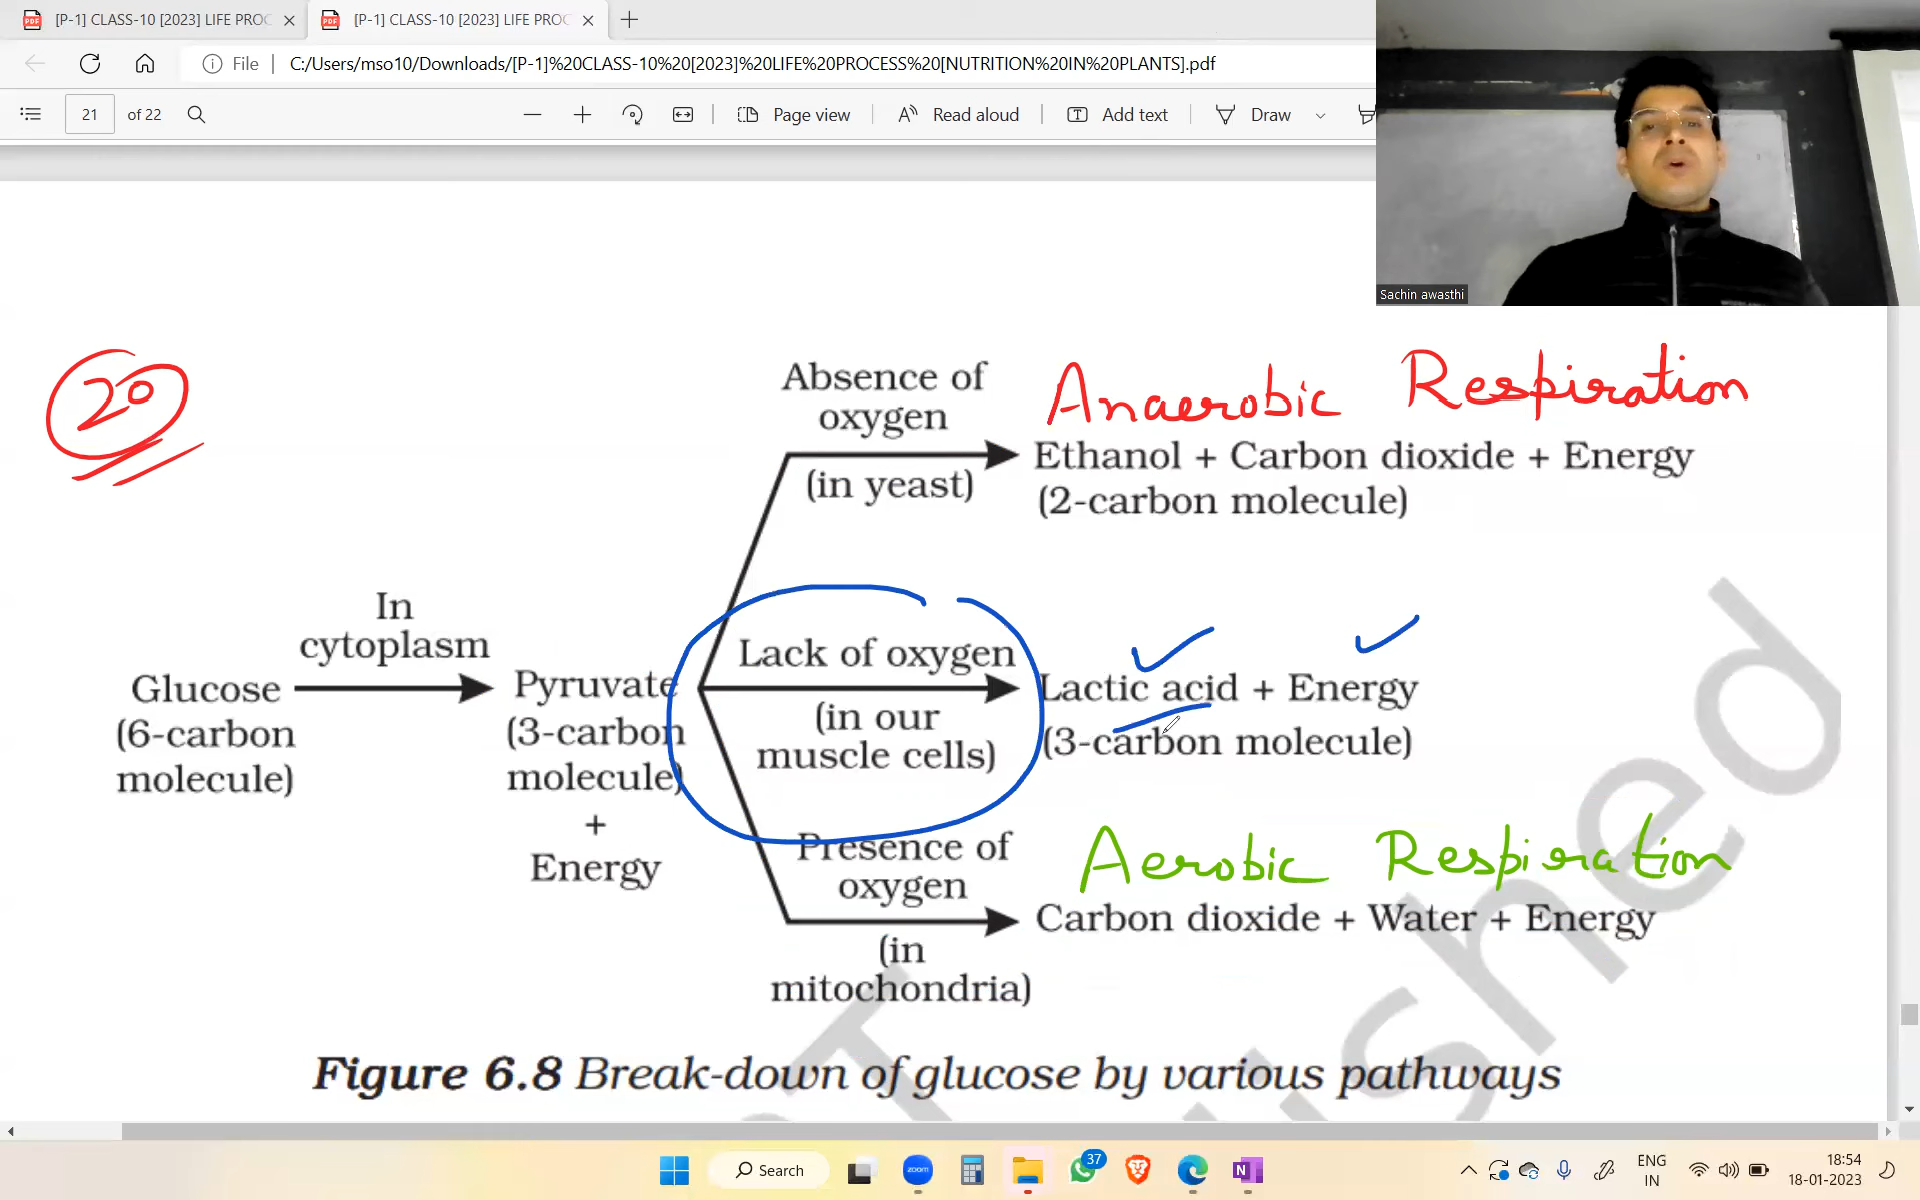 [P-1] CLASS-10 [2023] LIFE PROC
[P-1] CLASS-10 [2023] LIFE PROC
File
C:/Users/mso10/Downloads/[P-1]%20CLASS-10%20[2023]%20LIFE%20PROCESS%20[NUTRITION%20IN%20PLANTS].pdf
21 of 22
Page view
Read aloud
Add text
Draw
Sachin awasthi
20
Absence of
oxygen
(in yeast)
Anaerobic Respiration
Ethanol + Carbon dioxide + Energy
(2-carbon molecule)
In
cytoplasm
Glucose
(6-carbon
molecule)
Pyruvate
(3-carbon
molecule)
+
Energy
Lack of oxygen
(in our
muscle cells)
Lactic acid + Energy
(3-carbon molecule)
Presence of
oxygen
(in
mitochondria)
Aerobic Respiration
Carbon dioxide + Water + Energy
Figure 6.8 Break-down of glucose by various pathways
Search
zoom
37
N
ENG
IN
18:54
18-01-2023